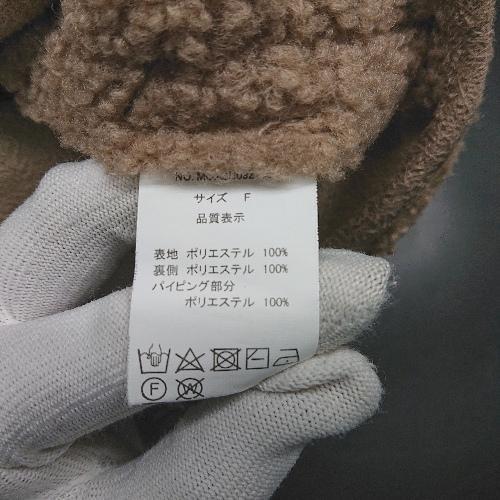 サイズ F
品質表示
表地 ポリエステル 100%
裏側 ポリエステル 100%
パイピング部分
ポリエステル 100%
F W